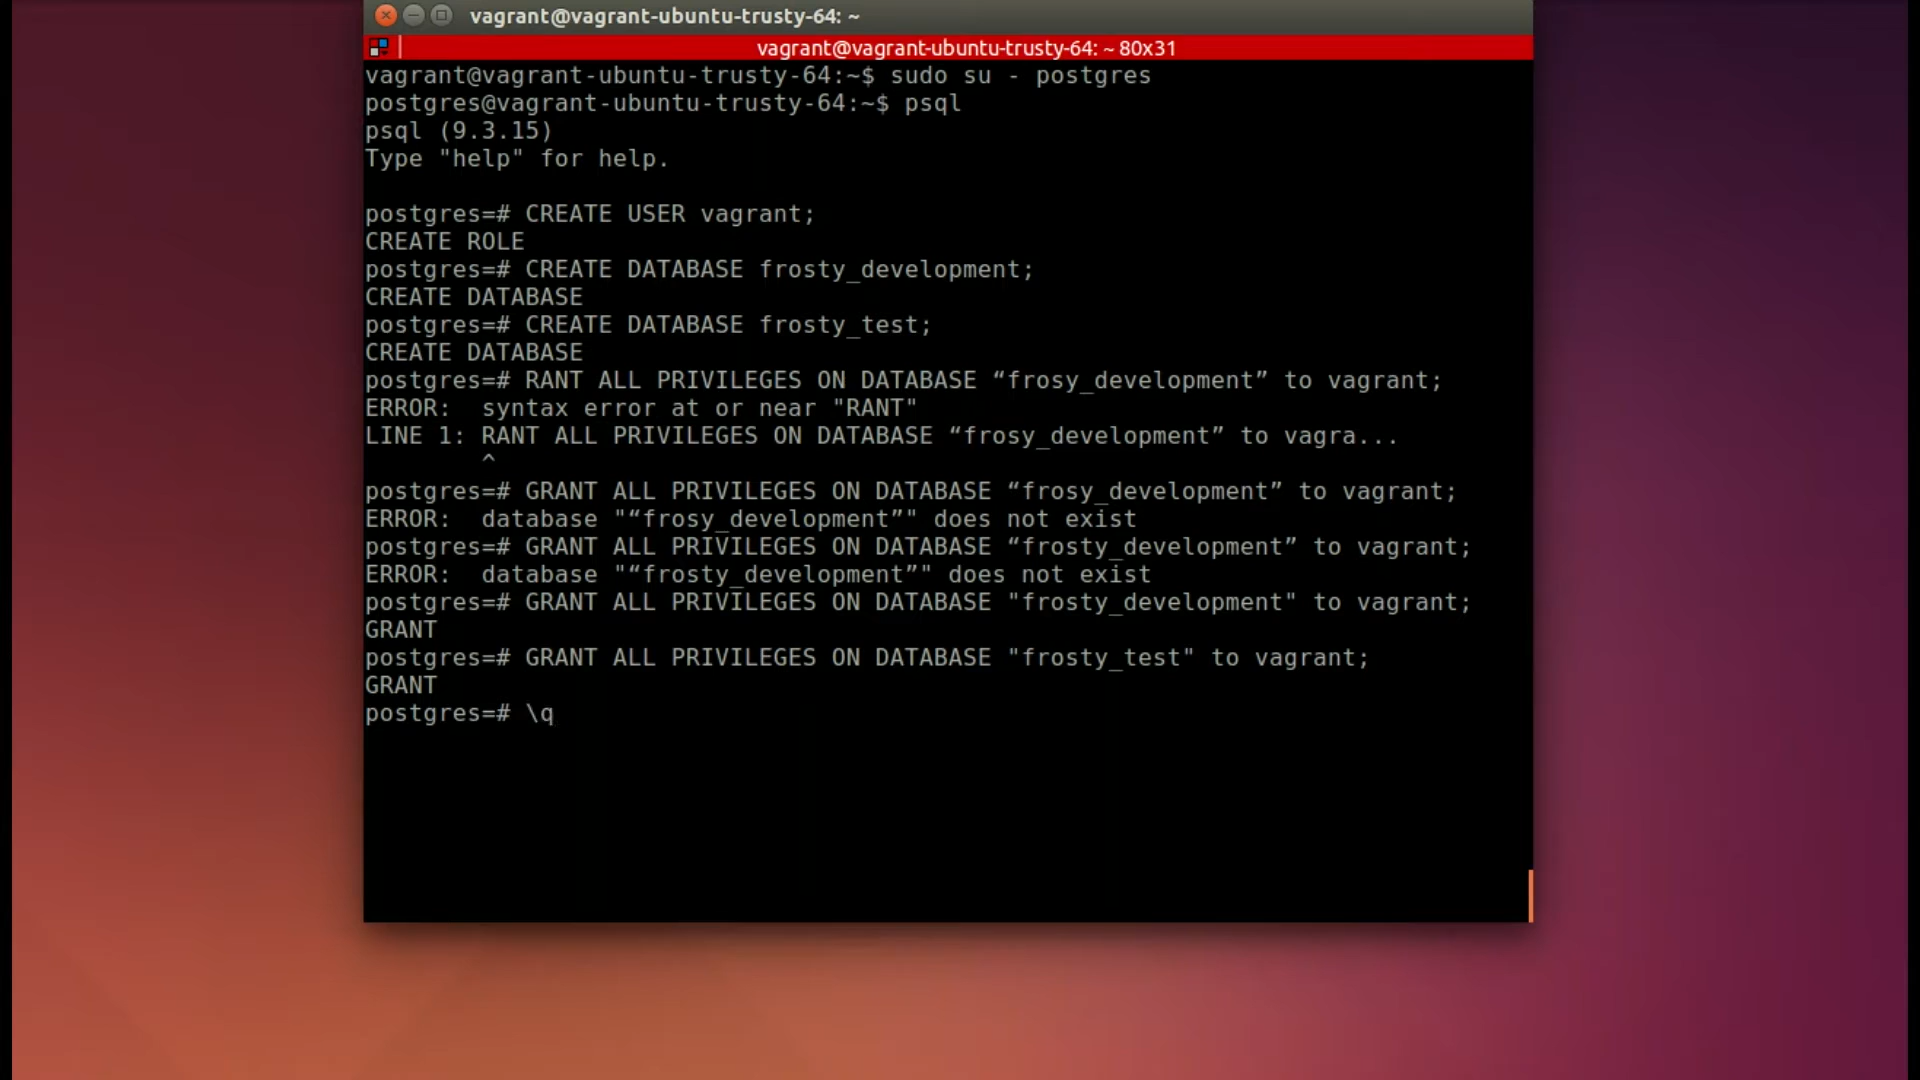 vagrant@vagrant-ubuntu-trusty-64: ~
vagrant@vagrant-ubuntu-trusty-64: ~ 80x31
vagrant@vagrant-ubuntu-trusty-64:~$ sudo su - postgres
postgres@vagrant-ubuntu-trusty-64:~$ psql
psql (9.3.15)
Type "help" for help.
postgres=# CREATE USER vagrant;
CREATE ROLE
postgres=# CREATE DATABASE frosty_development;
CREATE DATABASE
postgres=# CREATE DATABASE frosty_test;
CREATE DATABASE
postgres=# RANT ALL PRIVILEGES ON DATABASE “frosy_development” to vagrant;
ERROR:  syntax error at or near "RANT"
LINE 1: RANT ALL PRIVILEGES ON DATABASE “frosy_development” to vagra...
        ^
postgres=# GRANT ALL PRIVILEGES ON DATABASE “frosy_development” to vagrant;
ERROR:  database "“frosy_development”" does not exist
postgres=# GRANT ALL PRIVILEGES ON DATABASE “frosty_development” to vagrant;
ERROR:  database "“frosty_development”" does not exist
postgres=# GRANT ALL PRIVILEGES ON DATABASE "frosty_development" to vagrant;
GRANT
postgres=# GRANT ALL PRIVILEGES ON DATABASE "frosty_test" to vagrant;
GRANT
postgres=# \q